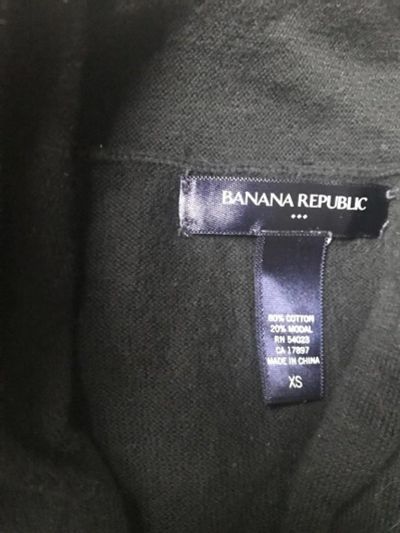 BANANA REPUBLIC
80% COTTON
20% MODAL
RN 54023
CA 17897
MADE IN CHINA
XS